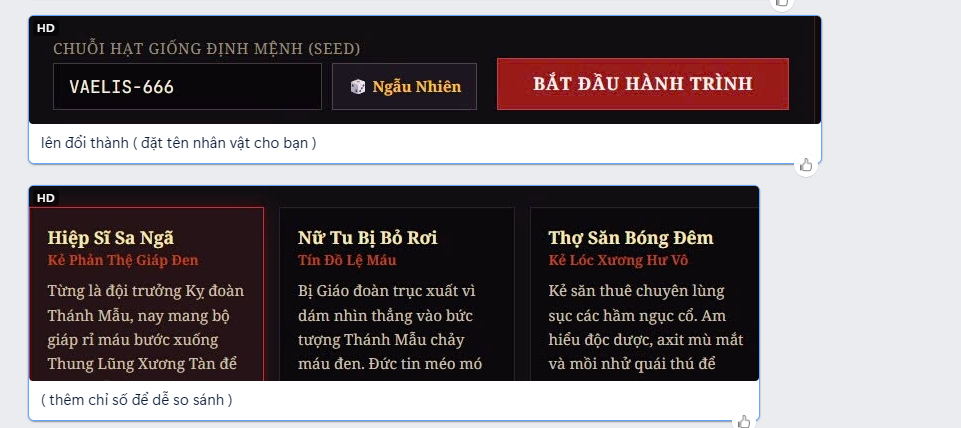 HD
CHUỖI HẠT GIỐNG ĐỊNH MỆNH (SEED)
VAELIS-666
Ngẫu Nhiên
BẮT ĐẦU HÀNH TRÌNH
lên đổi thành ( đặt tên nhân vật cho bạn )
HD
Hiệp Sĩ Sa Ngã
Kẻ Phản Thệ Giáp Đen
Từng là đội trưởng Kỵ đoàn
Thánh Mẫu, nay mang bộ
giáp rỉ máu bước xuống
Thung Lũng Xương Tàn để
Nữ Tu Bị Bỏ Rơi
Tín Đồ Lệ Máu
Bị Giáo đoàn trục xuất vì
dám nhìn thẳng vào bức
tượng Thánh Mẫu chảy
máu đen. Đức tin méo mó
Thợ Săn Bóng Đêm
Kẻ Lóc Xương Hư Vô
Kẻ săn thuê chuyên lùng
sục các hầm ngục cổ. Am
hiểu độc dược, axit mù mắt
và mồi nhử quái thú để
( thêm chỉ số để dễ so sánh )